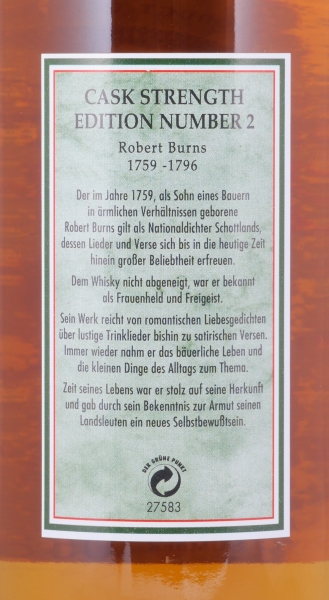 CASK STRENGTH
EDITION NUMBER 2
Robert Burns
1759 -1796
Der im Jahre 1759, als Sohn eines Bauern
in ärmlichen Verhältnissen geborene
Robert Burns gilt als Nationaldichter Schottlands,
dessen Lieder und Verse sich bis in die heutige Zeit
hinein großer Beliebtheit erfreuen.
Dem Whisky nicht abgeneigt, war er bekannt
als Frauenheld und Freigeist.
Sein Werk reicht von romantischen Liebesgedichten
über lustige Trinklieder bishin zu satirischen Versen.
Immer wieder nahm er das bäuerliche Leben und
die kleinen Dinge des Alltags zum Thema.
Zeit seines Lebens war er stolz auf seine Herkunft
und gab durch sein Bekenntnis zur Armut seinen
Landsleuten ein neues Selbstbewußtsein.
DER GRÜNE PUNKT
27583